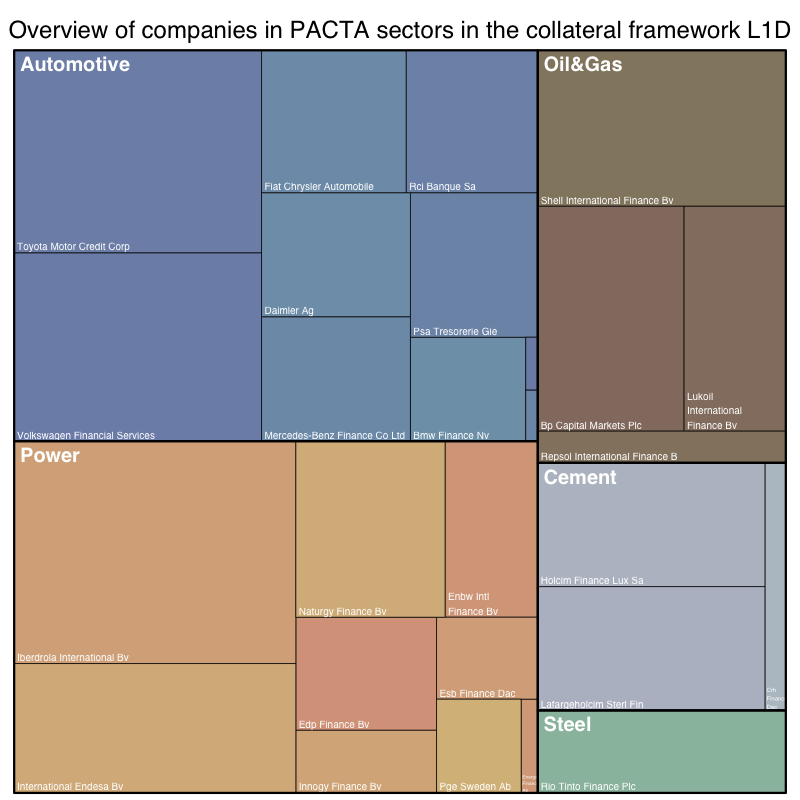 Overview of companies in PACTA sectors in the collateral framework L1D
Automotive
Toyota Motor Credit Corp
Volkswagen Financial Services
Fiat Chrysler Automobile
Rci Banque Sa
Daimler Ag
Psa Tresorerie Gie
Mercedes-Benz Finance Co Ltd
Bmw Finance Nv
Oil&Gas
Shell International Finance Bv
Bp Capital Markets Plc
Lukoil
International
Finance Bv
Repsol International Finance B
Power
Iberdrola International Bv
International Endesa Bv
Naturgy Finance Bv
Enbw Intl
Finance Bv
Edp Finance Bv
Esb Finance Dac
Innogy Finance Bv
Pge Sweden Ab
Cement
Holcim Finance Lux Sa
Lafargeholcim Sterl Fin
Crh
Financ
Dac
Steel
Rio Tinto Finance Plc